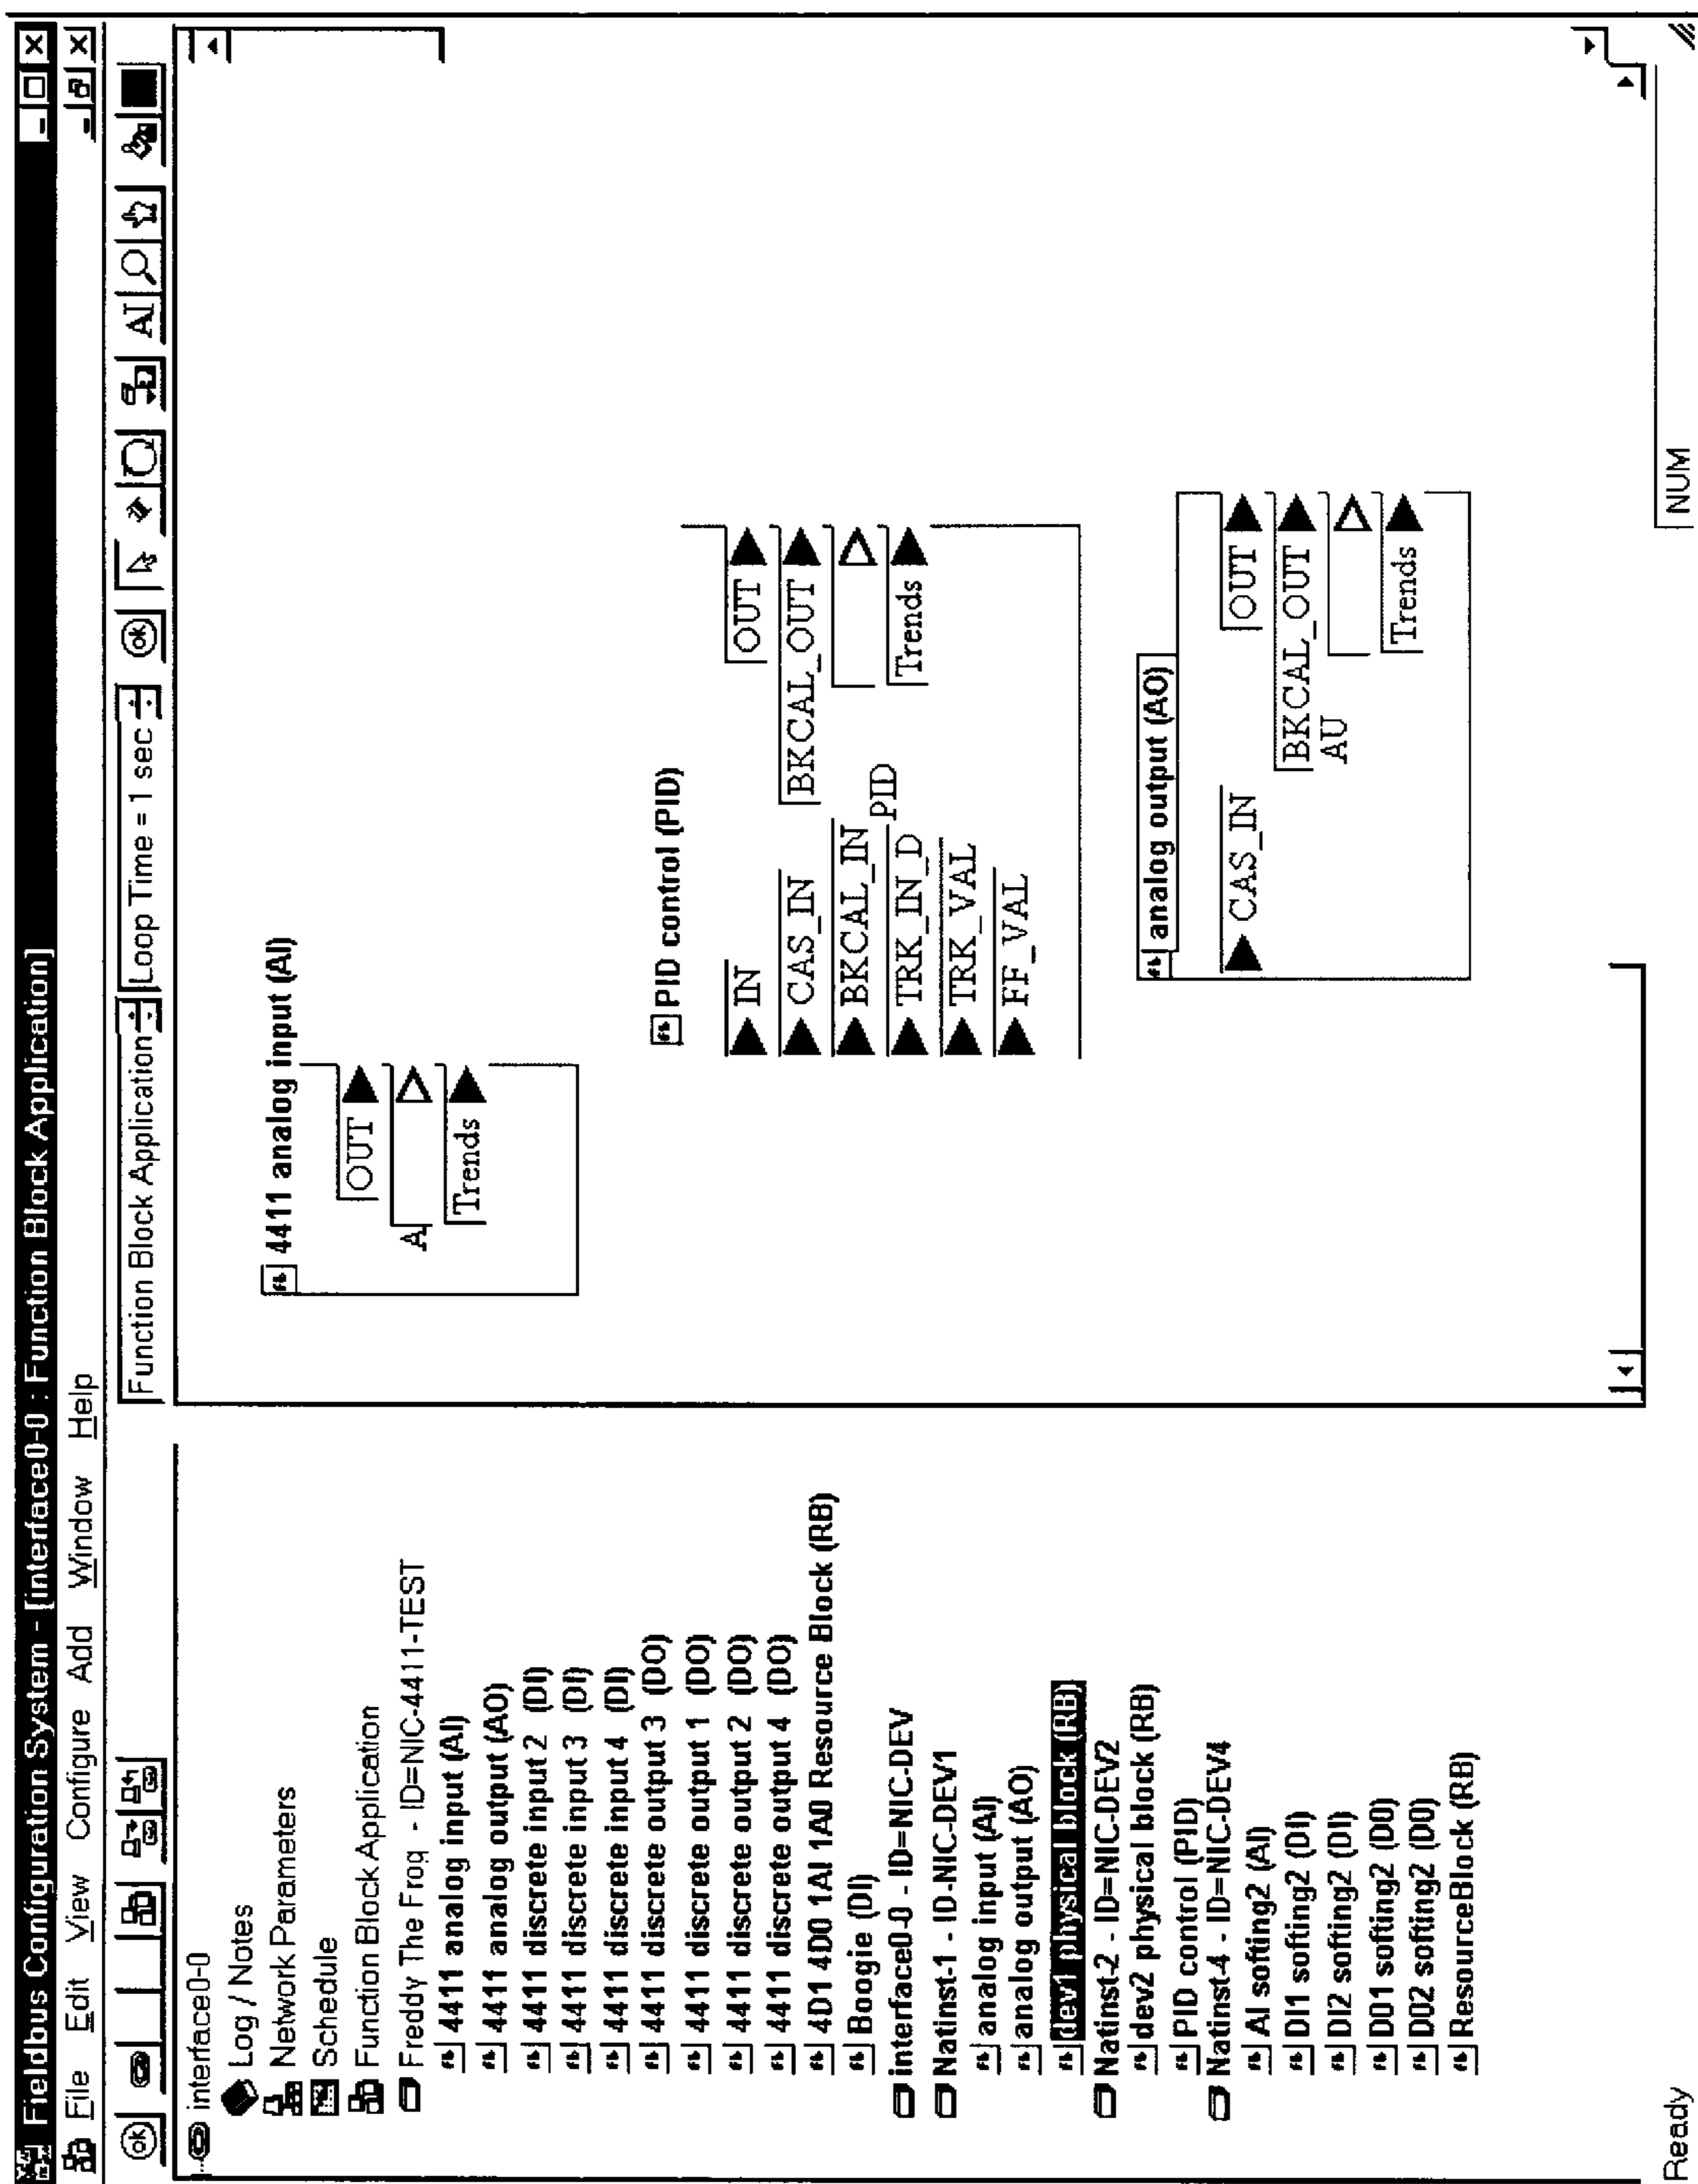 Fieldbus Configuration System - [interface0-0 : Function Block Application]
File Edit View Configure Add Window Help
Function Block Application Loop Time = 1 sec ok AI
ok
interface0-0
Log / Notes
Network Parameters
Schedule
Function Block Application
Freddy The Frog - ID=NIC-4411-TEST
4411 analog input (AI)
4411 analog output (AO)
4411 discrete input 2 (DI)
4411 discrete input 3 (DI)
4411 discrete input 4 (DI)
4411 discrete output 3 (DO)
4411 discrete output 1 (DO)
4411 discrete output 2 (DO)
4411 discrete output 4 (DO)
4D1 4D0 1AI 1A0 Resource Block (RB)
Boogie (DI)
interface0-0 - ID=NIC-DEV
Natinst-1 - ID-NIC-DEV1
analog input (AI)
analog output (AO)
dev1 physical block (RB)
Natinst-2 - ID=NIC-DEV2
dev2 physical block (RB)
PID control (PID)
Natinst-4 - ID=NIC-DEV4
AI softing2 (AI)
DI1 softing2 (DI)
DI2 softing2 (DI)
D01 softing2 (D0)
D02 softing2 (D0)
ResourceBlock (RB)
4411 analog input (AI)
OUT
A
Trends
PID control (PID)
IN OUT
CAS_IN BKCAL_OUT
BKCAL_IN PID
TRK_IN_D Trends
TRK_VAL
FF_VAL
analog output (AO)
CAS_IN OUT
BKCAL_OUT
AU
Trends
Ready NUM